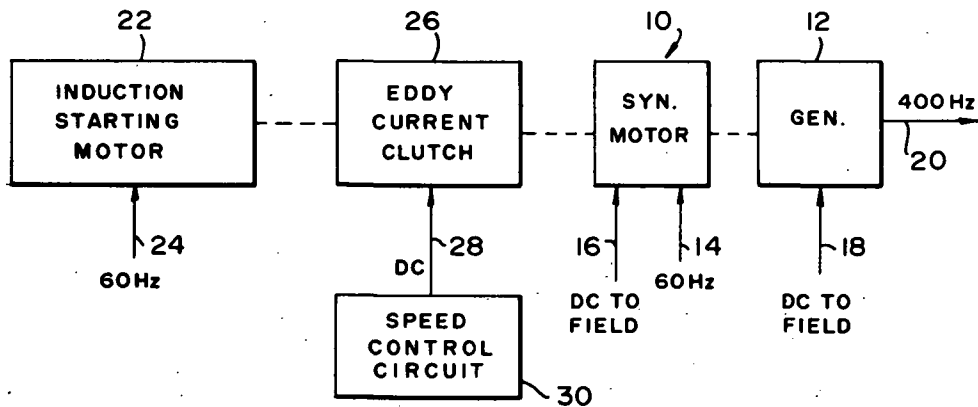 22
26
10
12
INDUCTION
STARTING
MOTOR
EDDY
CURRENT
CLUTCH
SYN.
MOTOR
GEN.
400 Hz
20
24
60Hz
28
DC
16
14
60Hz
18
DC TO
FIELD
DC TO
FIELD
SPEED
CONTROL
CIRCUIT
30